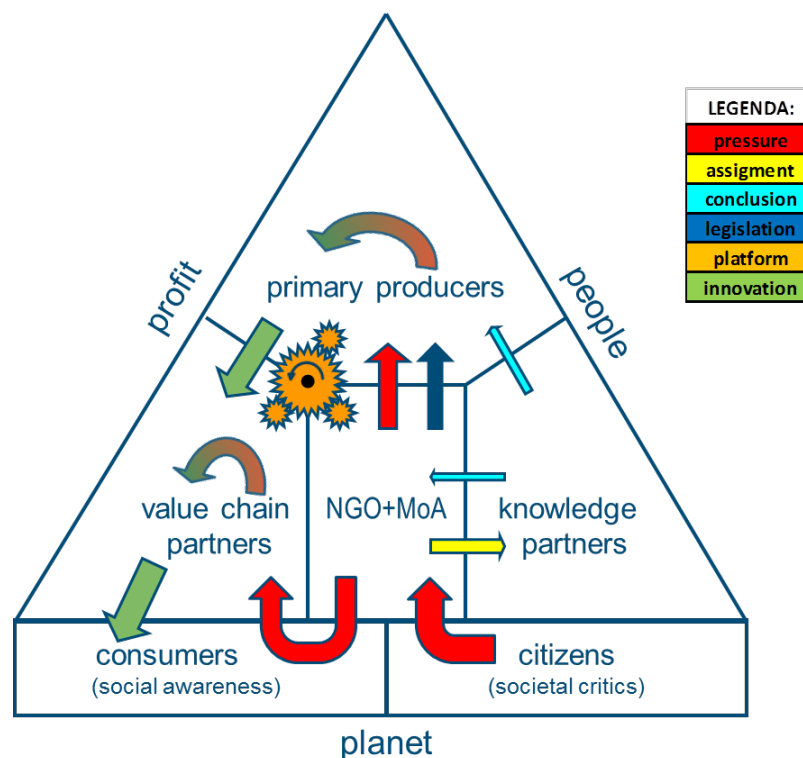 LEGENDA:
pressure
assigment
conclusion
legislation
platform
innovation
profit
people
primary producers
value chain
partners
NGO+MoA
knowledge
partners
consumers
(social awareness)
citizens
(societal critics)
planet